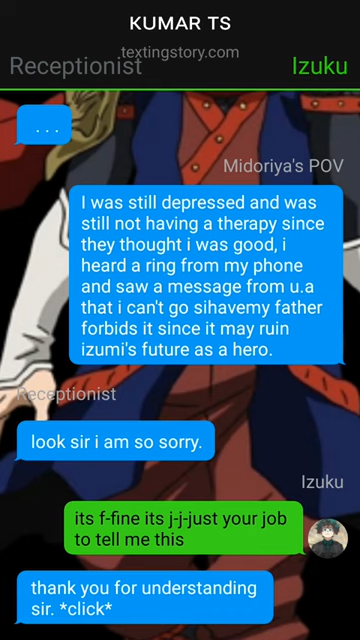 KUMAR TS
textingstory.com
Receptionist Izuku
...
Midoriya's POV
I was still depressed and was
still not having a therapy since
they thought i was good, i
heard a ring from my phone
and saw a message from u.a
that i can't go sihavemy father
forbids it since it may ruin
izumi's future as a hero.
Receptionist
look sir i am so sorry.
Izuku
its f-fine its j-j-just your job
to tell me this
thank you for understanding
sir. *click*